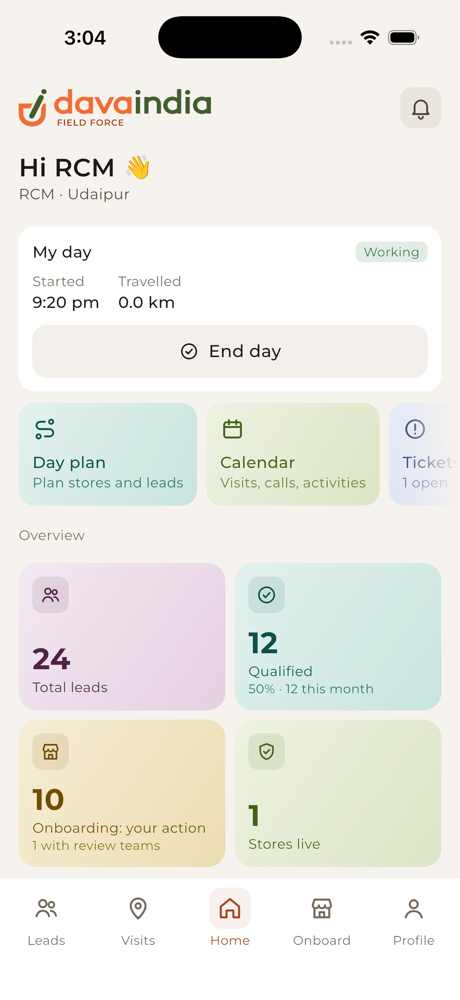 3:04
davaindia
FIELD FORCE
Hi RCM 👋
RCM · Udaipur
My day
Working
Started
Travelled
9:20 pm
0.0 km
End day
Day plan
Plan stores and leads
Calendar
Visits, calls, activities
Tickets
1 open
Overview
24
Total leads
12
Qualified
50% · 12 this month
10
Onboarding: your action
1 with review teams
1
Stores live
Leads
Visits
Home
Onboard
Profile